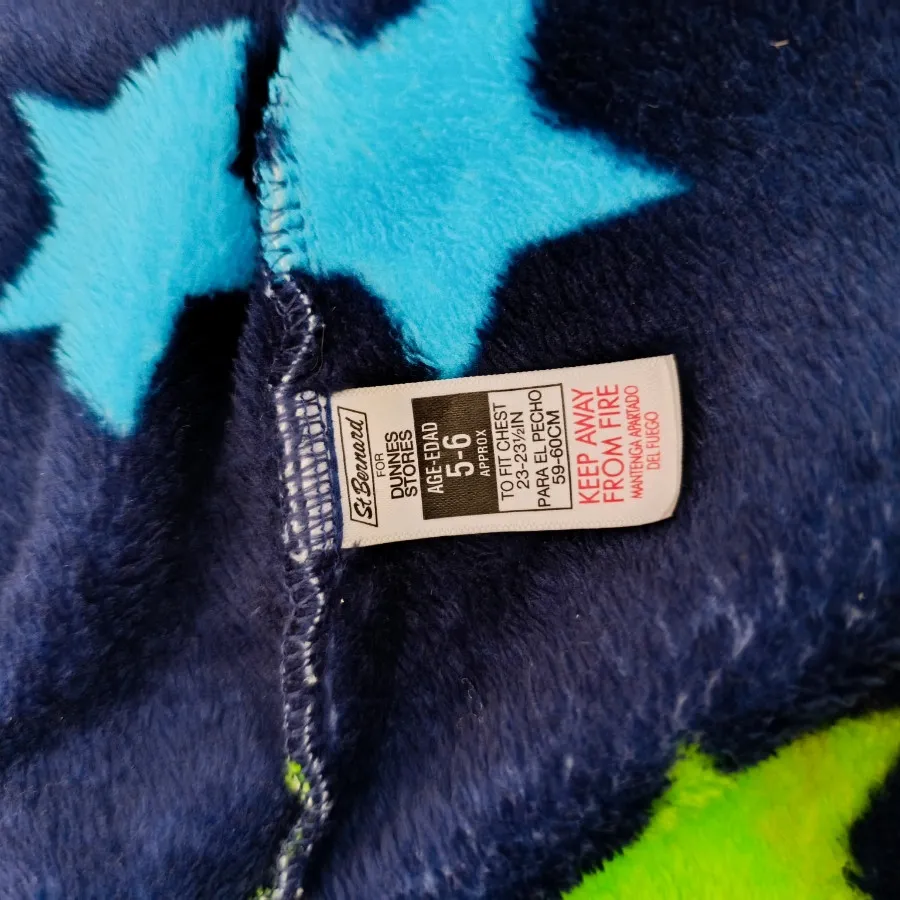 St Bernard
FOR
DUNNES
STORES
AGE-EDAD
5-6
APPROX
TO FIT CHEST
23-23½IN
PARA EL PECHO
59-60CM
KEEP AWAY
FROM FIRE
MANTENGA APARTADO
DEL FUEGO